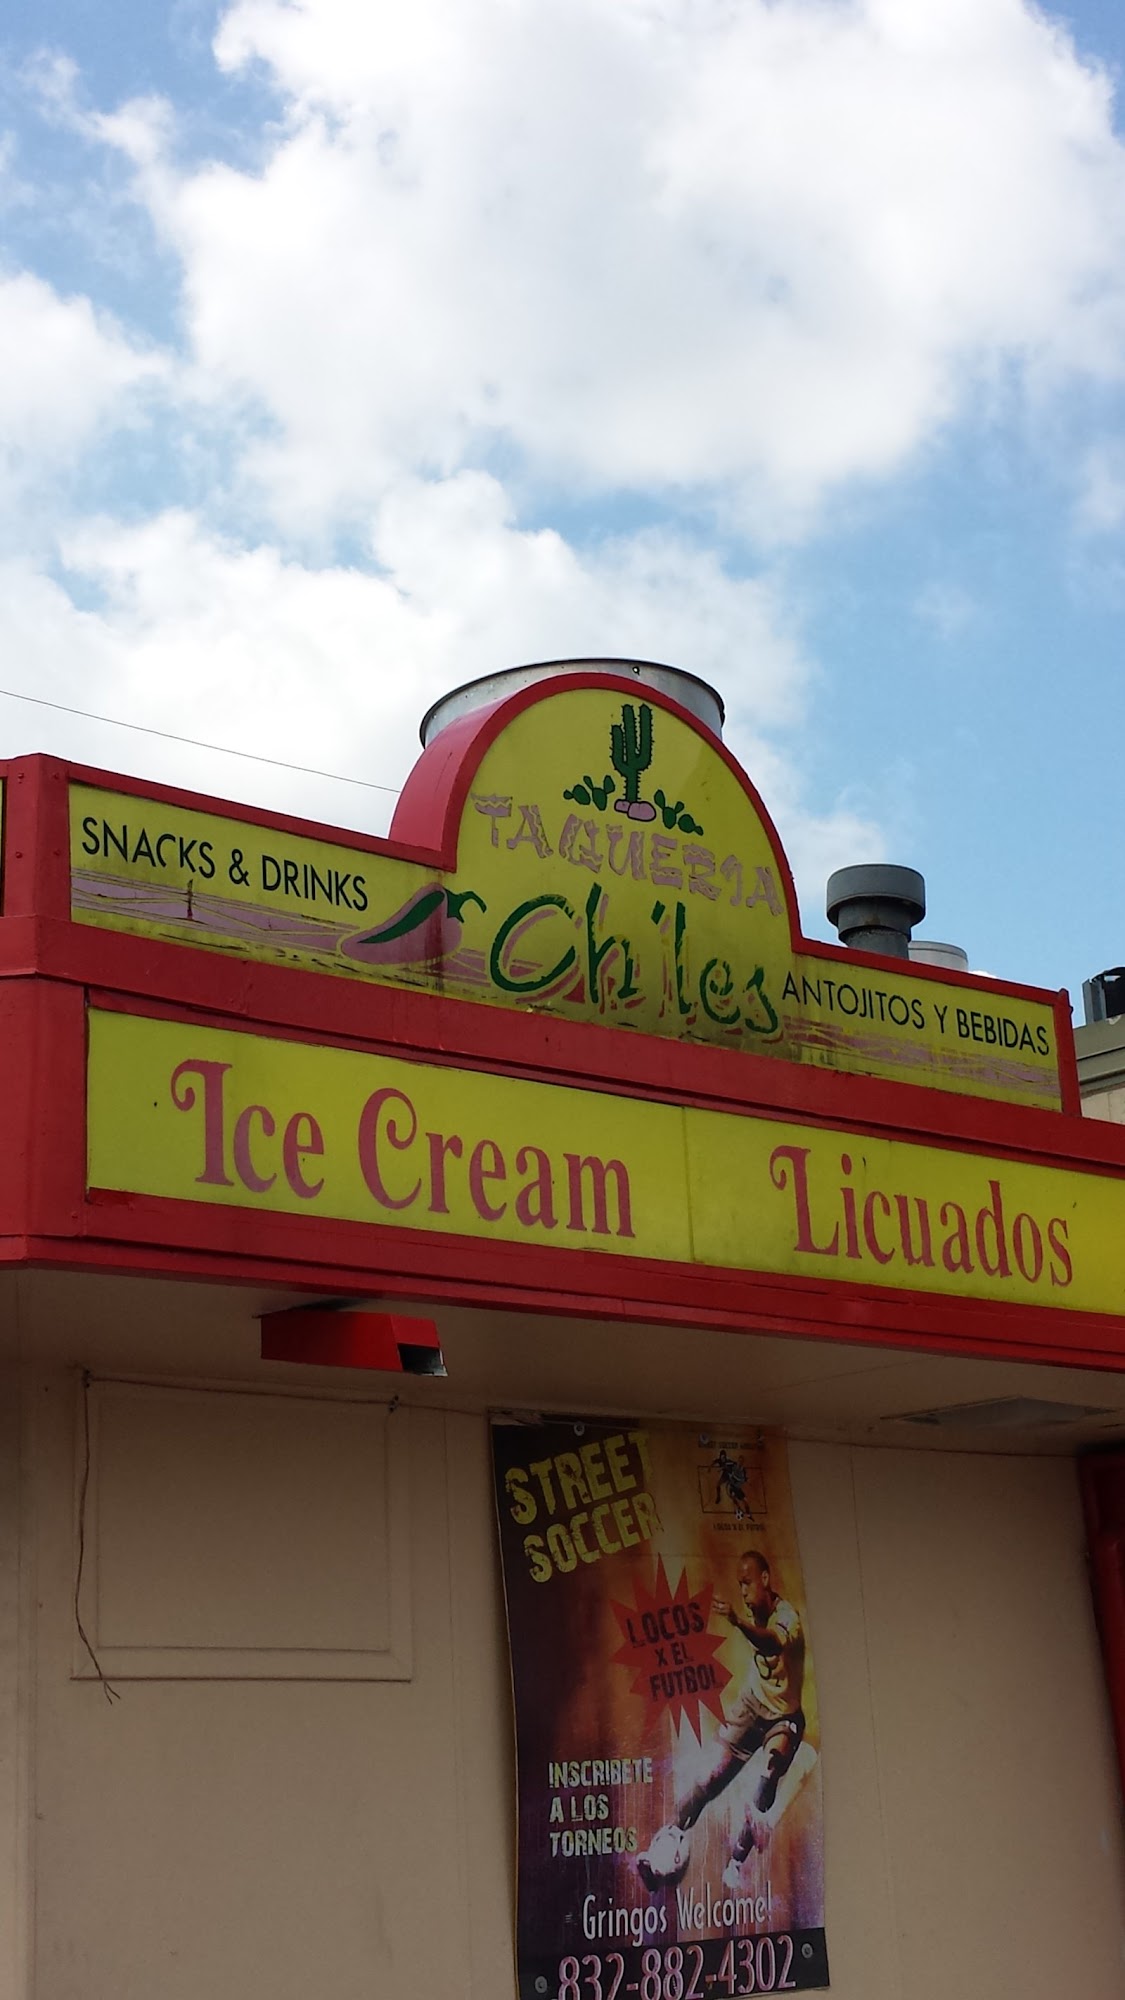 TAQUERIA
SNACKS & DRINKS
Chiles
ANTOJITOS Y BEBIDAS
Ice Cream
Licuados
STREET
SOCCER
LOCOS
X EL
FUTBOL
INSCRIBETE
A LOS
TORNEOS
Gringos Welcome!
832-882-4302